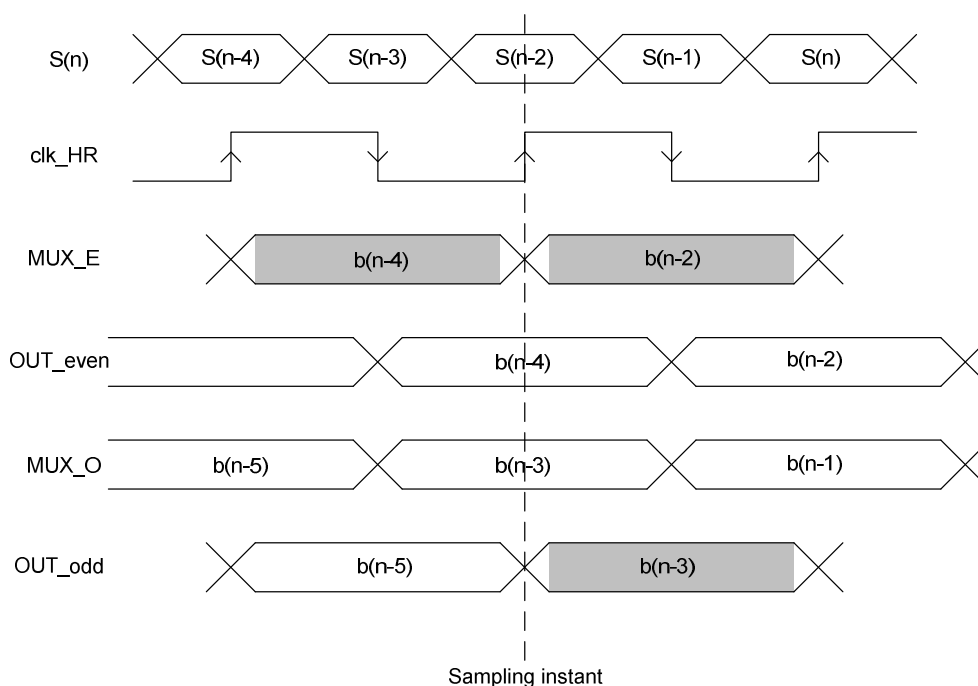 S(n) S(n-4) S(n-3) S(n-2) S(n-1) S(n)
clk_HR
MUX_E b(n-4) b(n-2)
OUT_even b(n-4) b(n-2)
MUX_O b(n-5) b(n-3) b(n-1)
OUT_odd b(n-5) b(n-3)
Sampling instant